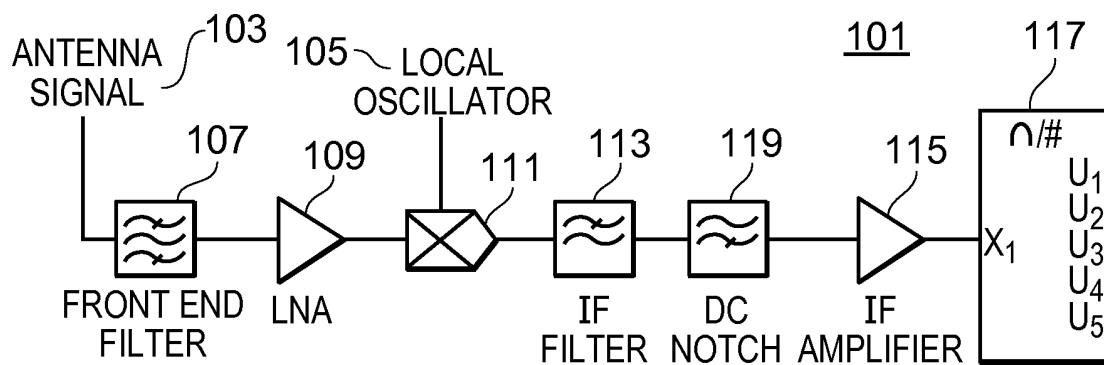 ANTENNA
SIGNAL
103
105
LOCAL
OSCILLATOR
101
117
107
109
111
113
119
115
∩/#
U1
U2
U3
U4
U5
X1
FRONT END
FILTER
LNA
IF
FILTER
DC
NOTCH
IF
AMPLIFIER